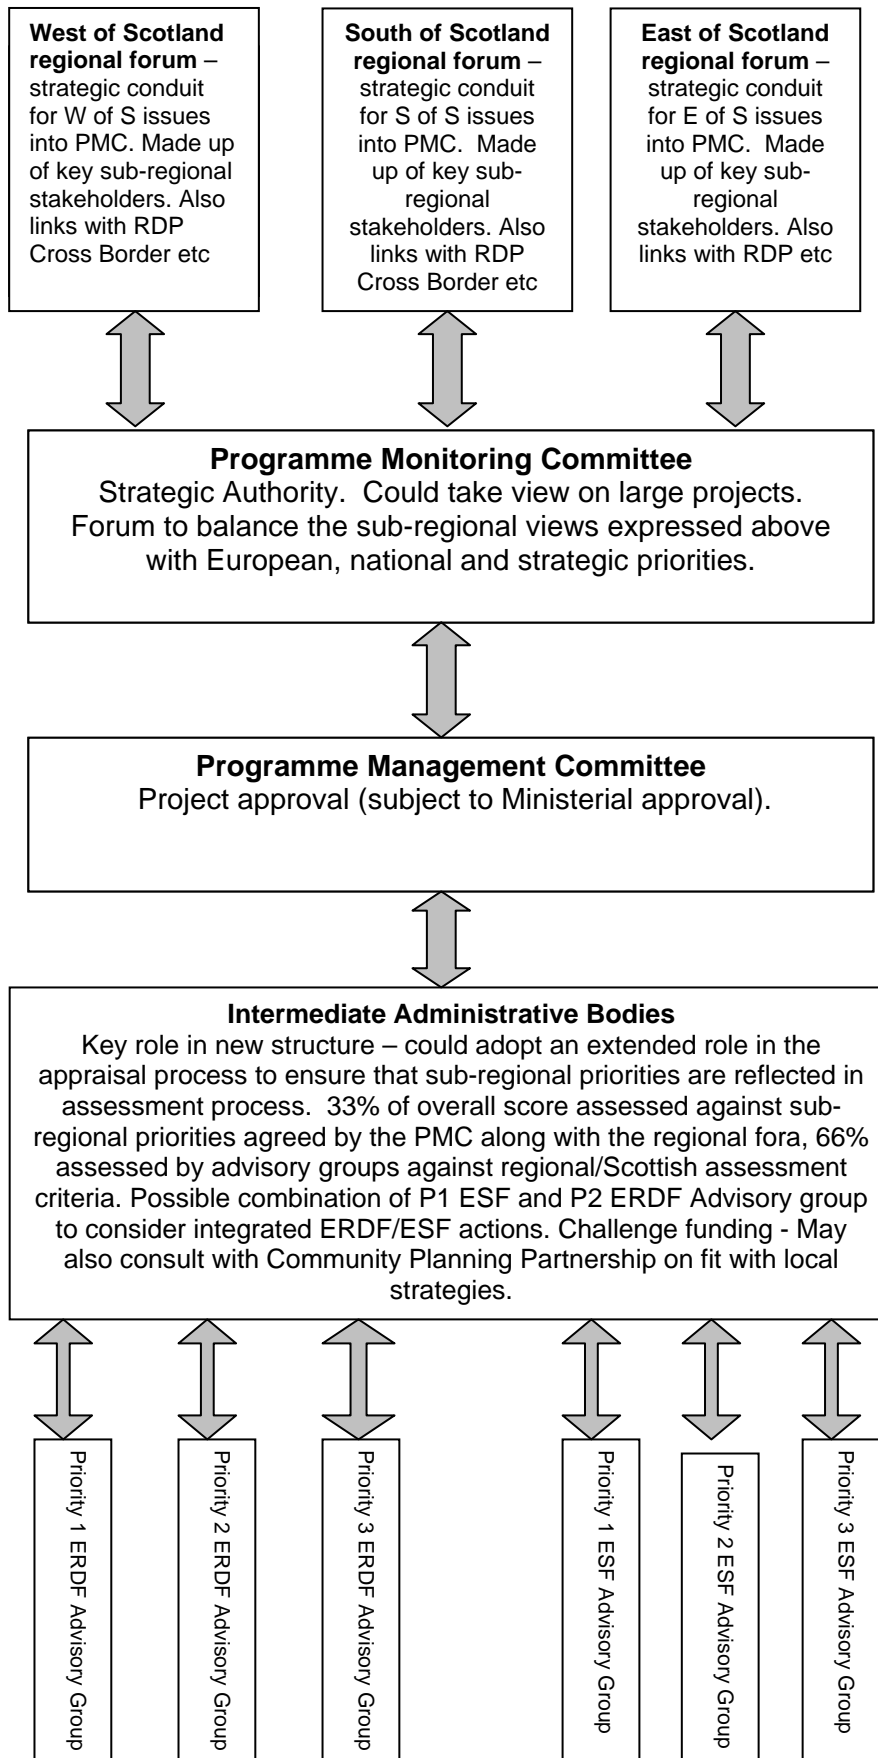 West of Scotland
regional forum –
strategic conduit
for W of S issues
into PMC. Made up
of key sub-regional
stakeholders. Also
links with RDP
Cross Border etc
South of Scotland
regional forum –
strategic conduit
for S of S issues
into PMC.  Made
up of key sub-
regional
stakeholders. Also
links with RDP
Cross Border etc
East of Scotland
regional forum –
strategic conduit
for E of S issues
into PMC.  Made
up of key sub-
regional
stakeholders. Also
links with RDP etc
Programme Monitoring Committee
Strategic Authority.  Could take view on large projects.
Forum to balance the sub-regional views expressed above
with European, national and strategic priorities.
Programme Management Committee
Project approval (subject to Ministerial approval).
Intermediate Administrative Bodies
Key role in new structure – could adopt an extended role in the
appraisal process to ensure that sub-regional priorities are reflected in
assessment process.  33% of overall score assessed against sub-
regional priorities agreed by the PMC along with the regional fora, 66%
assessed by advisory groups against regional/Scottish assessment
criteria. Possible combination of P1 ESF and P2 ERDF Advisory group
to consider integrated ERDF/ESF actions. Challenge funding - May
also consult with Community Planning Partnership on fit with local
strategies.
Priority 1 ERDF Advisory Group
Priority 2 ERDF Advisory Group
Priority 3 ERDF Advisory Group
Priority 1 ESF Advisory Group
Priority 2 ESF Advisory Group
Priority 3 ESF Advisory Group